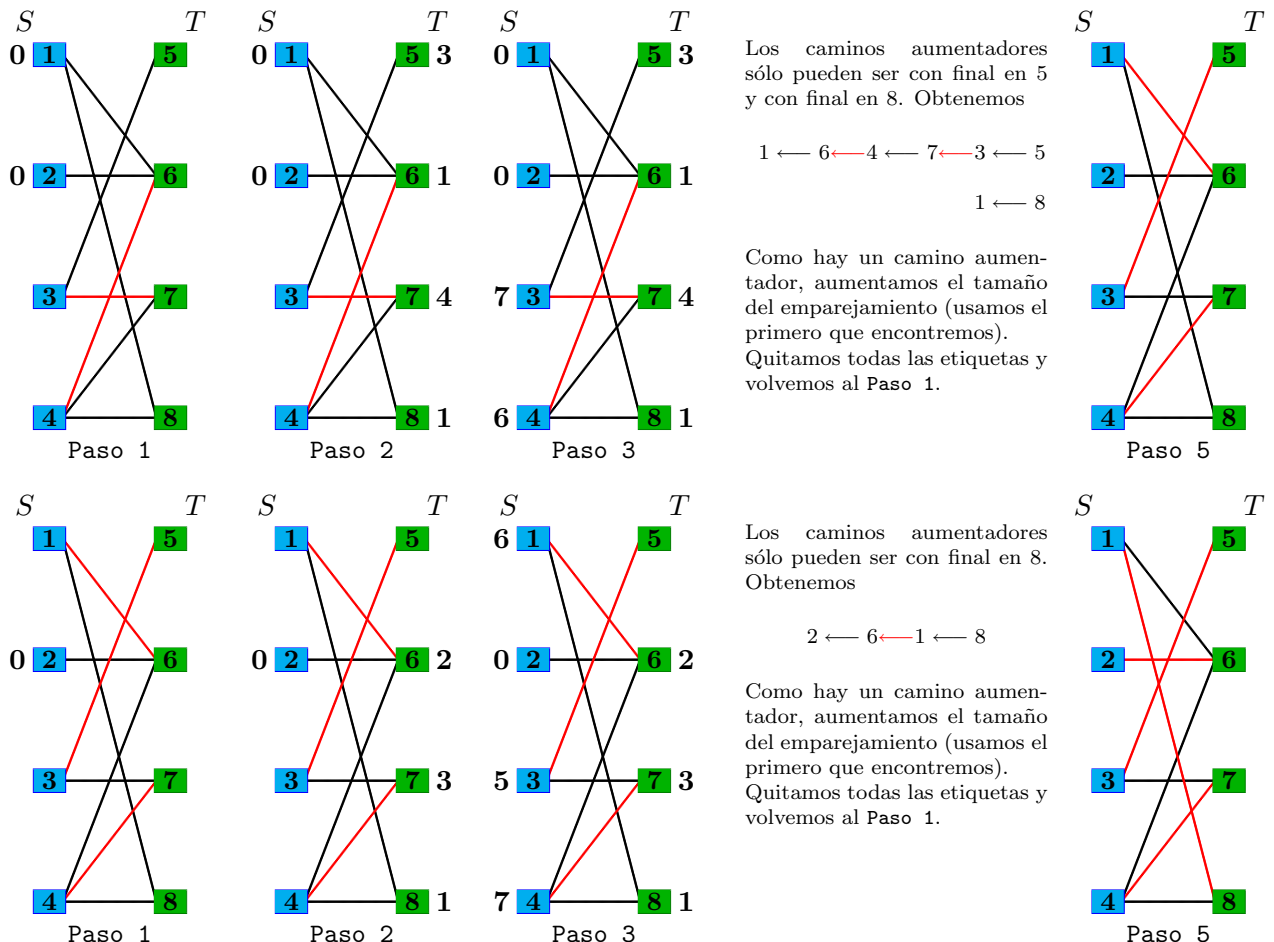 S T S T S T S T
0 1 5 0 1 5 3 0 1 5 3 1 5
0 2 6 0 2 6 1 0 2 6 1 2 6
3 7 3 7 4 7 3 7 4 3 7
4 8 4 8 1 6 4 8 1 4 8
Paso 1 Paso 2 Paso 3 Paso 5
Los caminos aumentadores
sólo pueden ser con final en 5
y con final en 8. Obtenemos
1 ⟵ 6 ⟵ 4 ⟵ 7 ⟵ 3 ⟵ 5
1 ⟵ 8
Como hay un camino aumen-
tador, aumentamos el tamaño
del emparejamiento (usamos el
primero que encontremos).
Quitamos todas las etiquetas y
volvemos al Paso 1.
S T S T S T S T
1 5 1 5 6 1 5 1 5
0 2 6 0 2 6 2 0 2 6 2 2 6
3 7 3 7 3 5 3 7 3 3 7
4 8 4 8 1 7 4 8 1 4 8
Paso 1 Paso 2 Paso 3 Paso 5
Los caminos aumentadores
sólo pueden ser con final en 8.
Obtenemos
2 ⟵ 6 ⟵ 1 ⟵ 8
Como hay un camino aumen-
tador, aumentamos el tamaño
del emparejamiento (usamos el
primero que encontremos).
Quitamos todas las etiquetas y
volvemos al Paso 1.